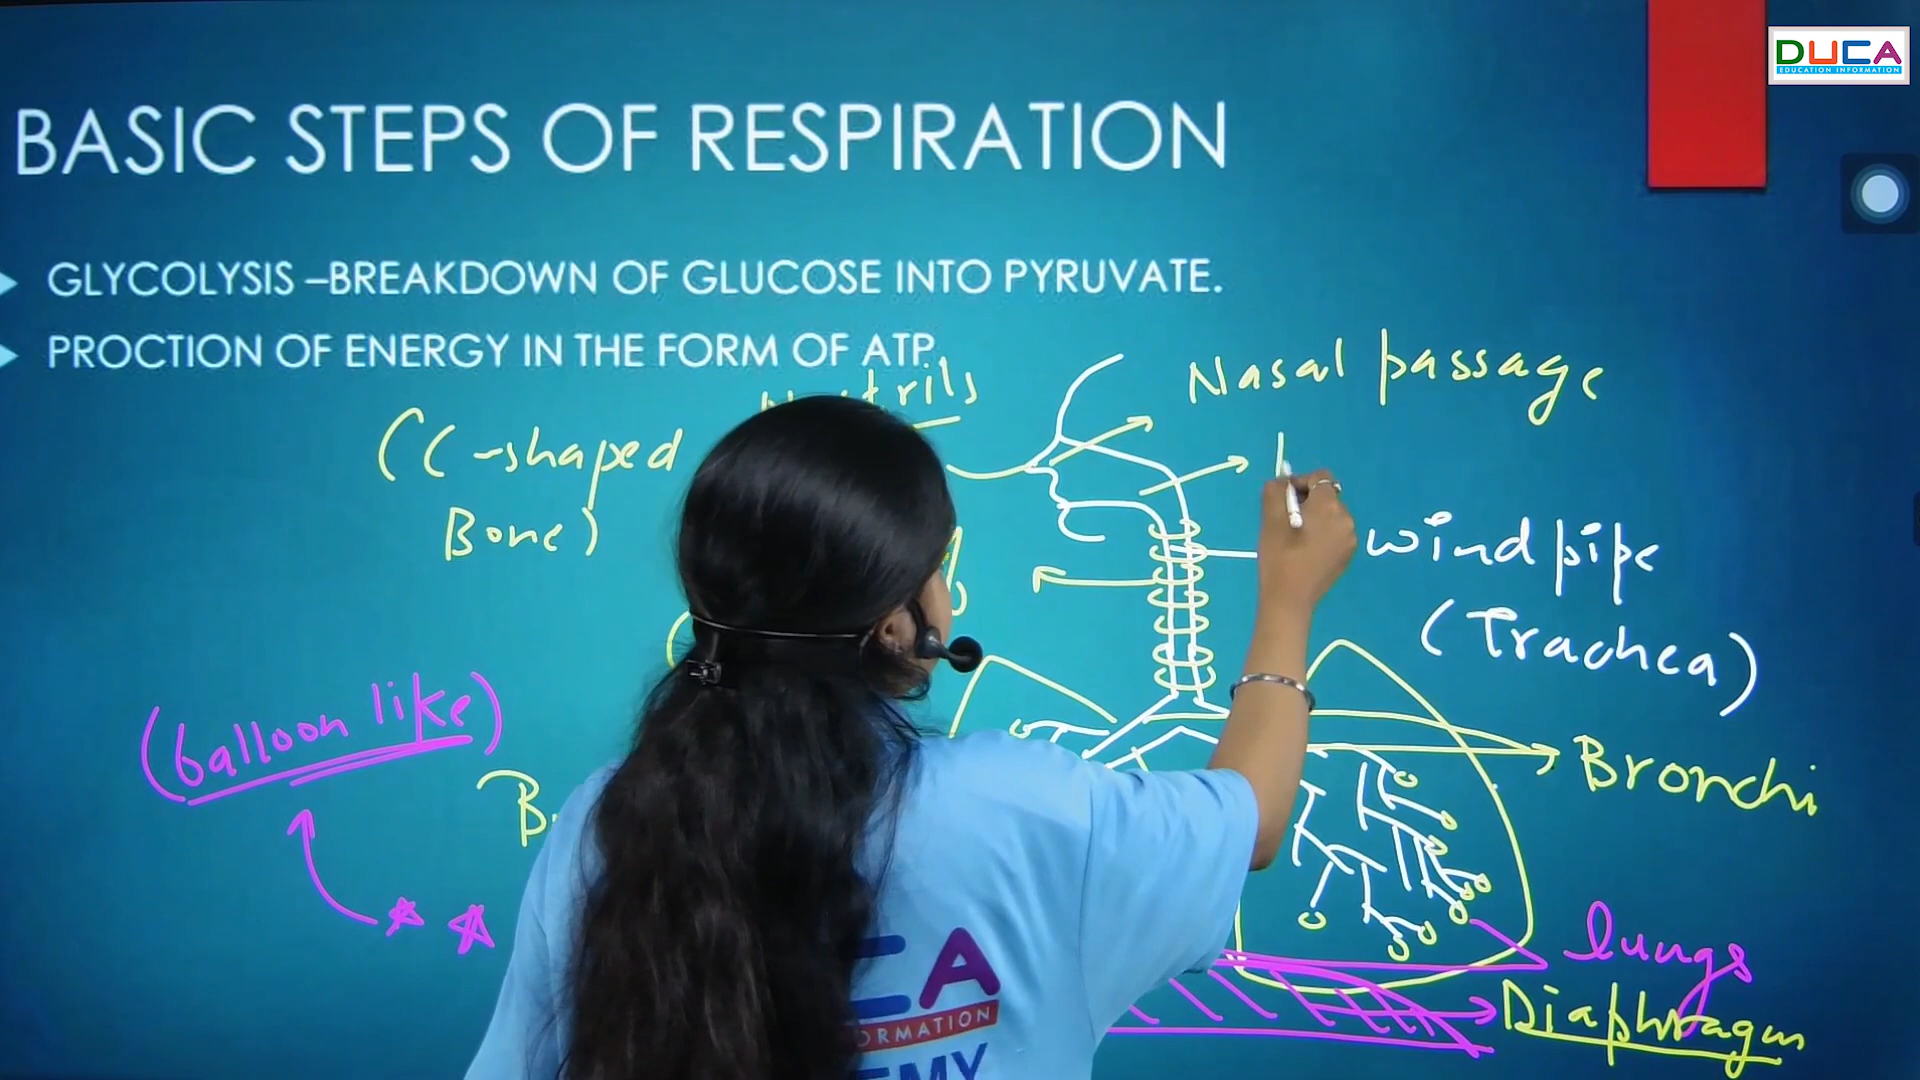 DUCA
EDUCATION INFORMATION
BASIC STEPS OF RESPIRATION
GLYCOLYSIS –BREAKDOWN OF GLUCOSE INTO PYRUVATE.
PROCTION OF ENERGY IN THE FORM OF ATP.
Nasal passage
(C-shaped
Bone)
wind pipe
(Trachea)
(balloon like)
Bronchi
lungs
Diaphragm